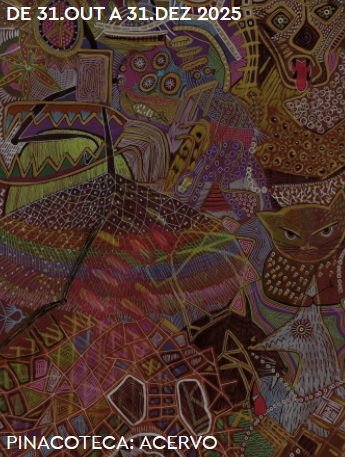 DE 31.OUT A 31.DEZ 2025
PINACOTECA: ACERVO